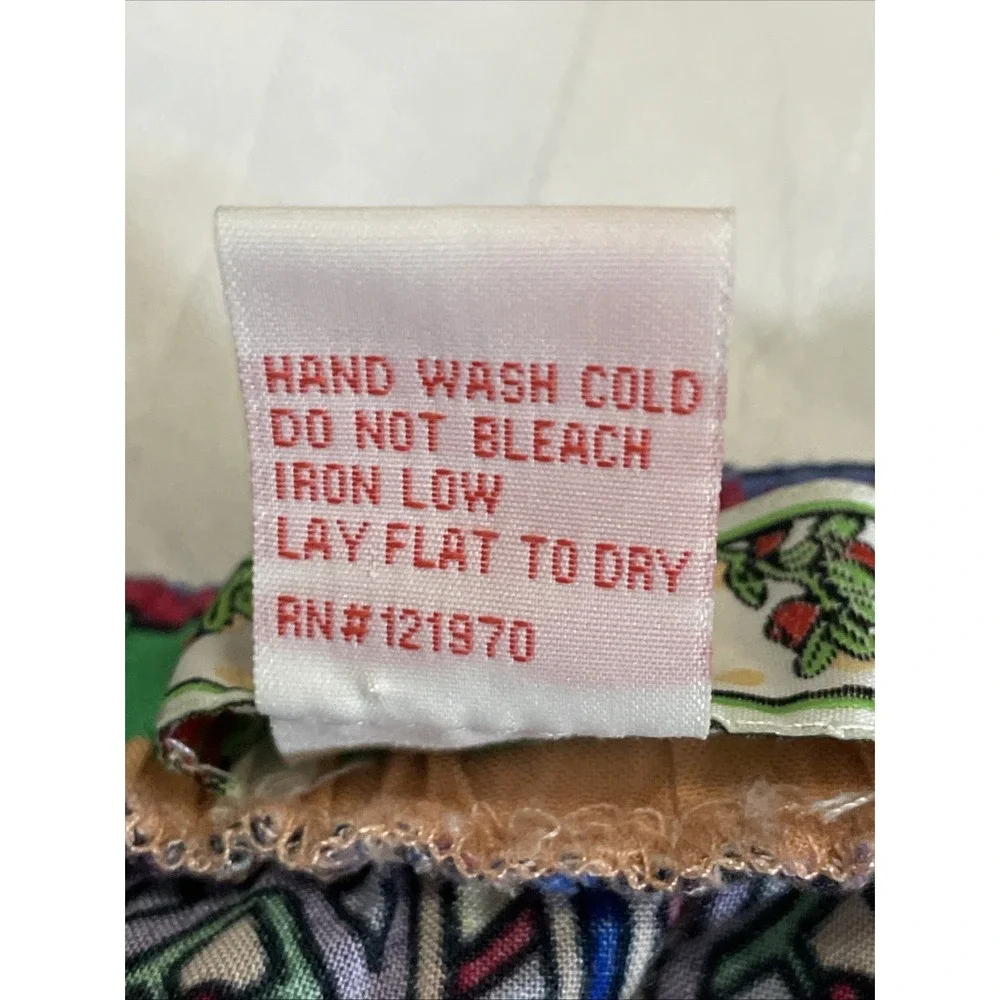 HAND WASH COLD
DO NOT BLEACH
IRON LOW
LAY FLAT TO DRY
RN#121970